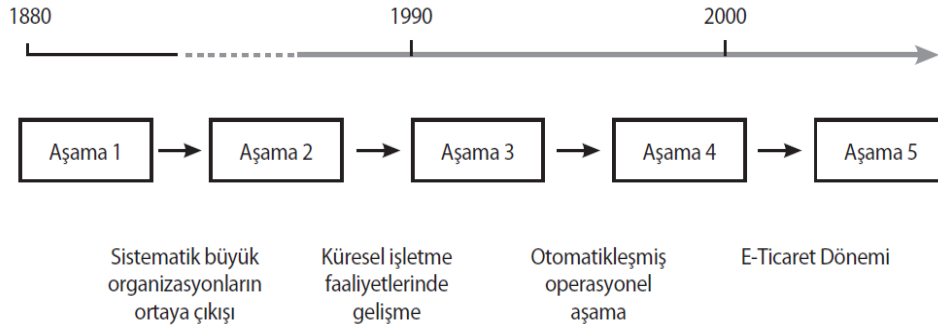 1880
1990
2000
Aşama 1
Aşama 2
Aşama 3
Aşama 4
Aşama 5
Sistematik büyük
organizasyonların
ortaya çıkışı
Küresel işletme
faaliyetlerinde
gelişme
Otomatikleşmiş
operasyonel
aşama
E-Ticaret Dönemi